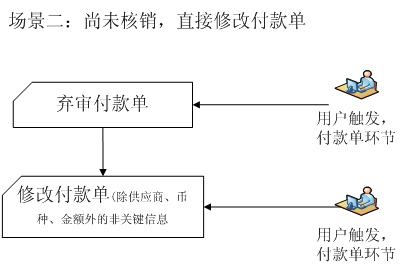 场景二：尚未核销，直接修改付款单
弃审付款单
用户触发，
付款单环节
修改付款单(除供应商、币
种、金额外的非关键信息
用户触发，
付款单环节